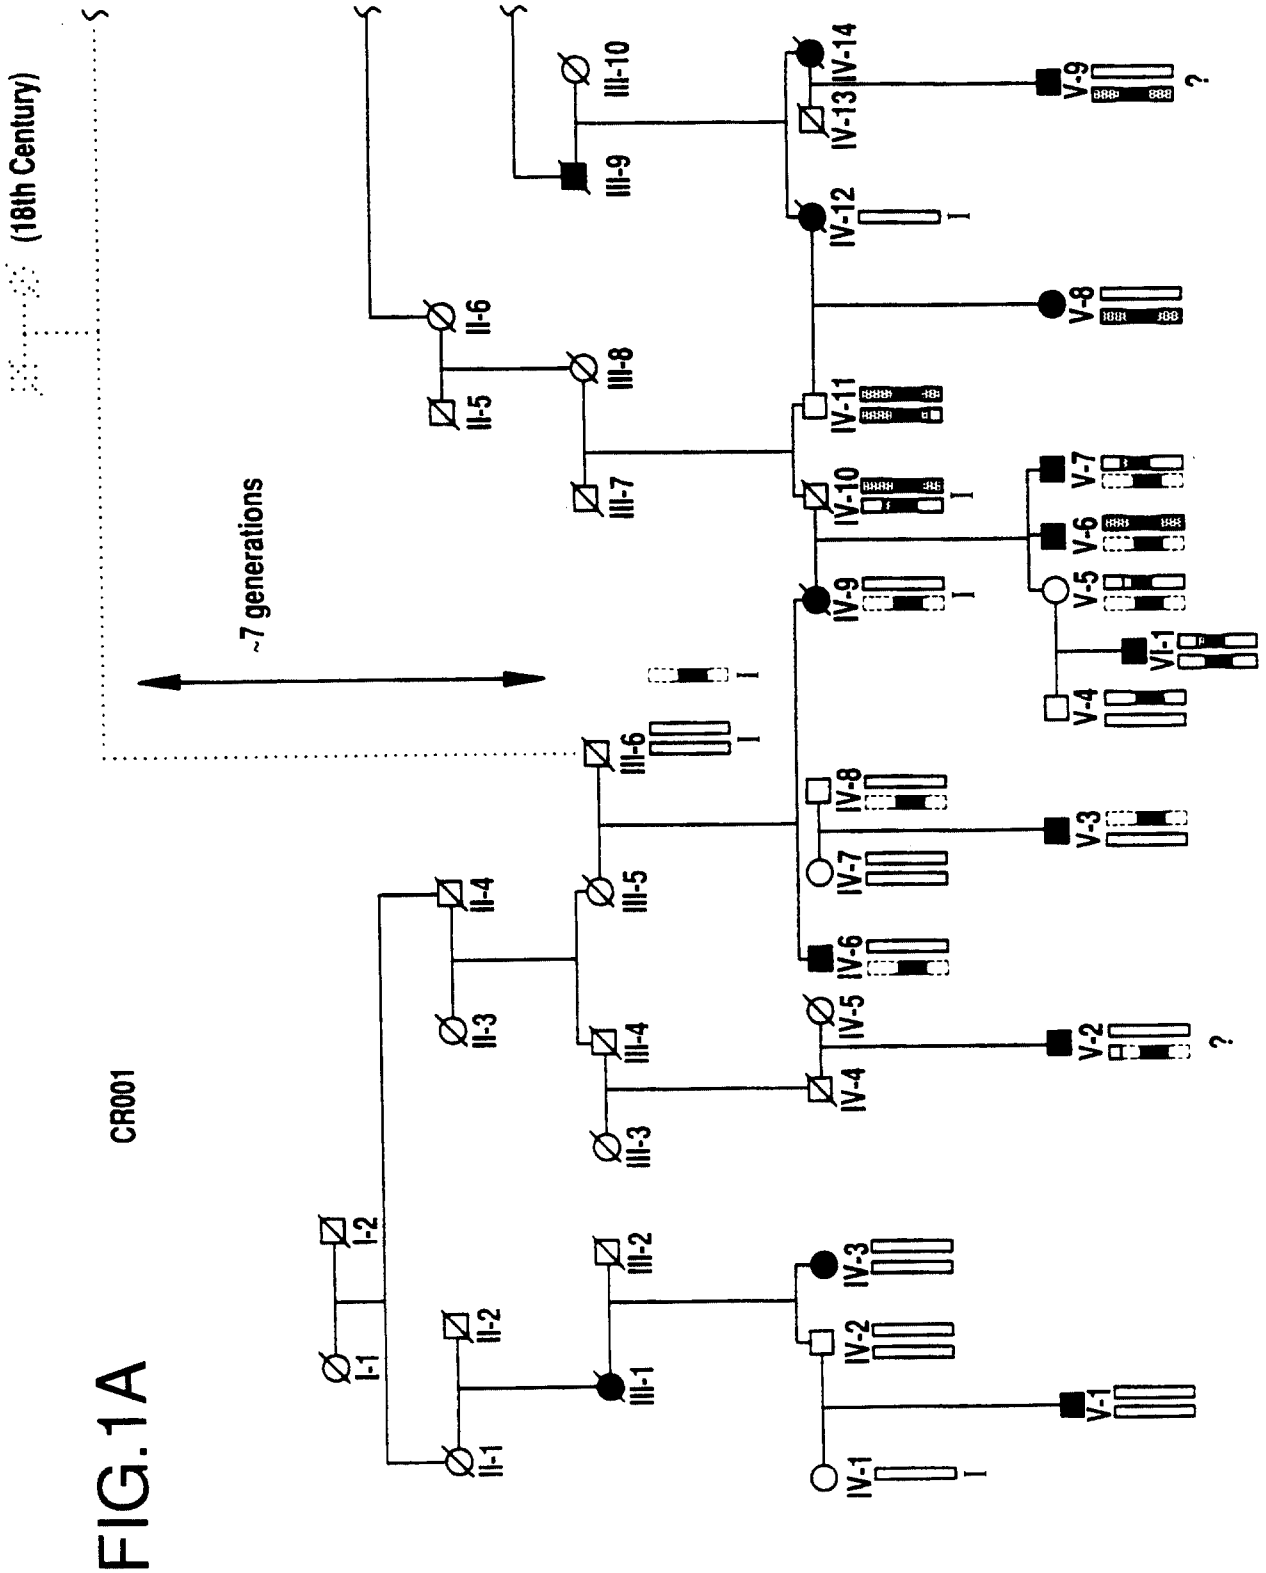 FIG.1A
CR001
(18th Century)
~7 generations
I-1
I-2
II-1
II-2
II-3
II-4
II-5
II-6
III-1
III-2
III-3
III-4
III-5
III-6
I
I
III-7
III-8
III-9
III-10
IV-1
I
IV-2
IV-3
IV-4
IV-5
IV-6
IV-7
IV-8
IV-9
I
IV-10
I
IV-11
IV-12
I
IV-13
IV-14
V-1
V-2
?
V-3
V-4
V-5
V-6
V-7
V-8
V-9
?
VI-1